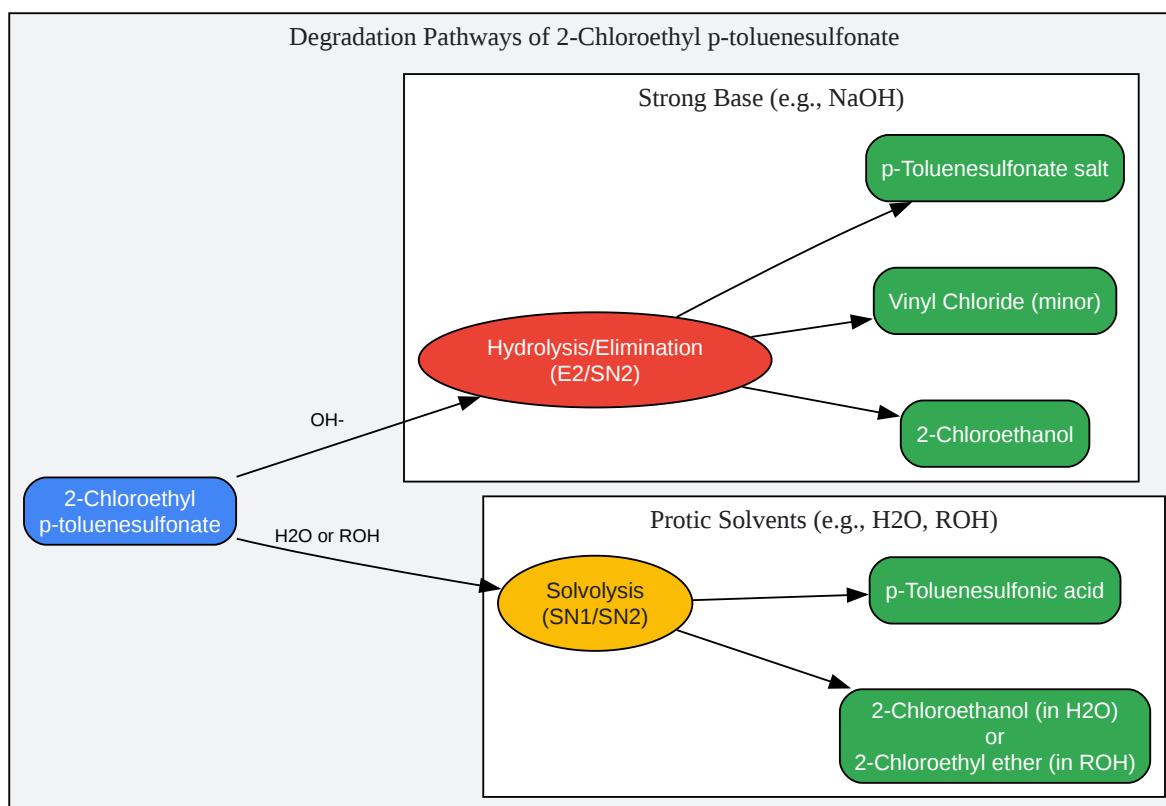 Degradation Pathways of 2-Chloroethyl p-toluenesulfonate
Strong Base (e.g., NaOH)
p-Toluenesulfonate salt
Vinyl Chloride (minor)
Hydrolysis/Elimination
(E2/SN2)
2-Chloroethanol
OH-
2-Chloroethyl
p-toluenesulfonate
H2O or ROH
Protic Solvents (e.g., H2O, ROH)
Solvolysis
(SN1/SN2)
p-Toluenesulfonic acid
2-Chloroethanol (in H2O)
or
2-Chloroethyl ether (in ROH)